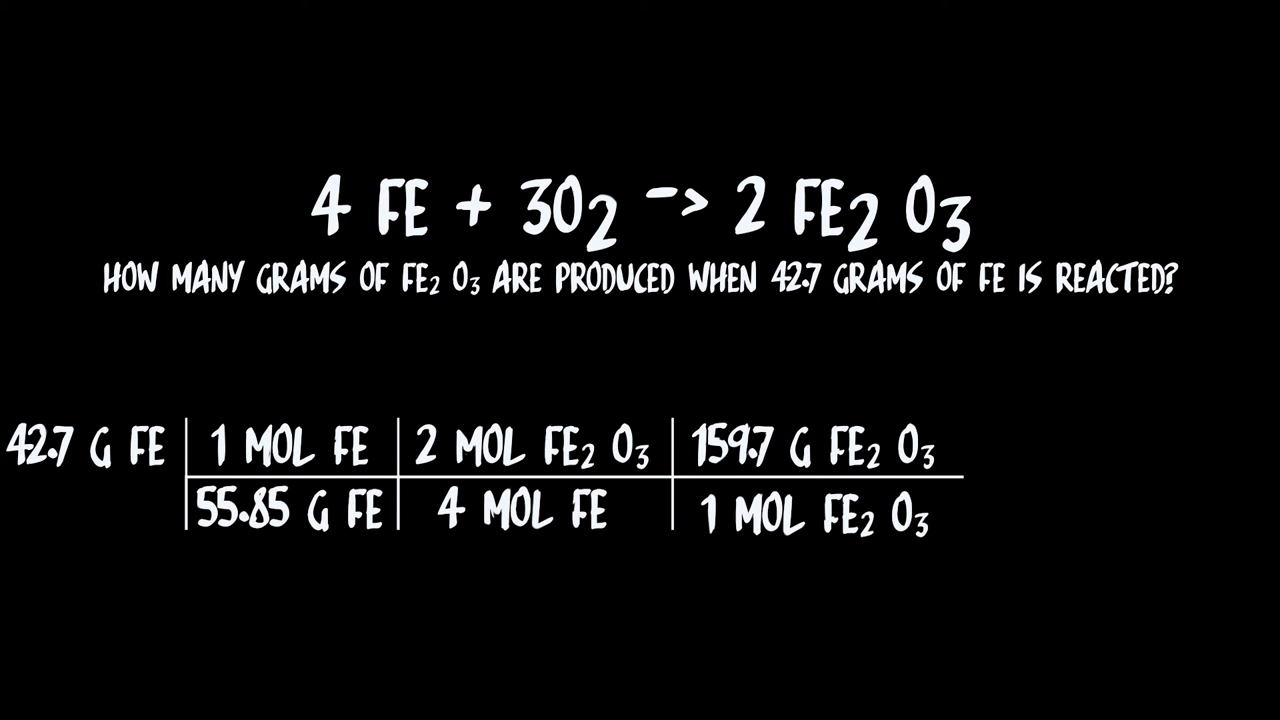 4 FE + 3O2 -> 2 FE2 O3
HOW MANY GRAMS OF FE2 O3 ARE PRODUCED WHEN 42.7 GRAMS OF FE IS REACTED?
42.7 G FE | 1 MOL FE | 2 MOL FE2 O3 | 159.7 G FE2 O3
55.85 G FE | 4 MOL FE | 1 MOL FE2 O3